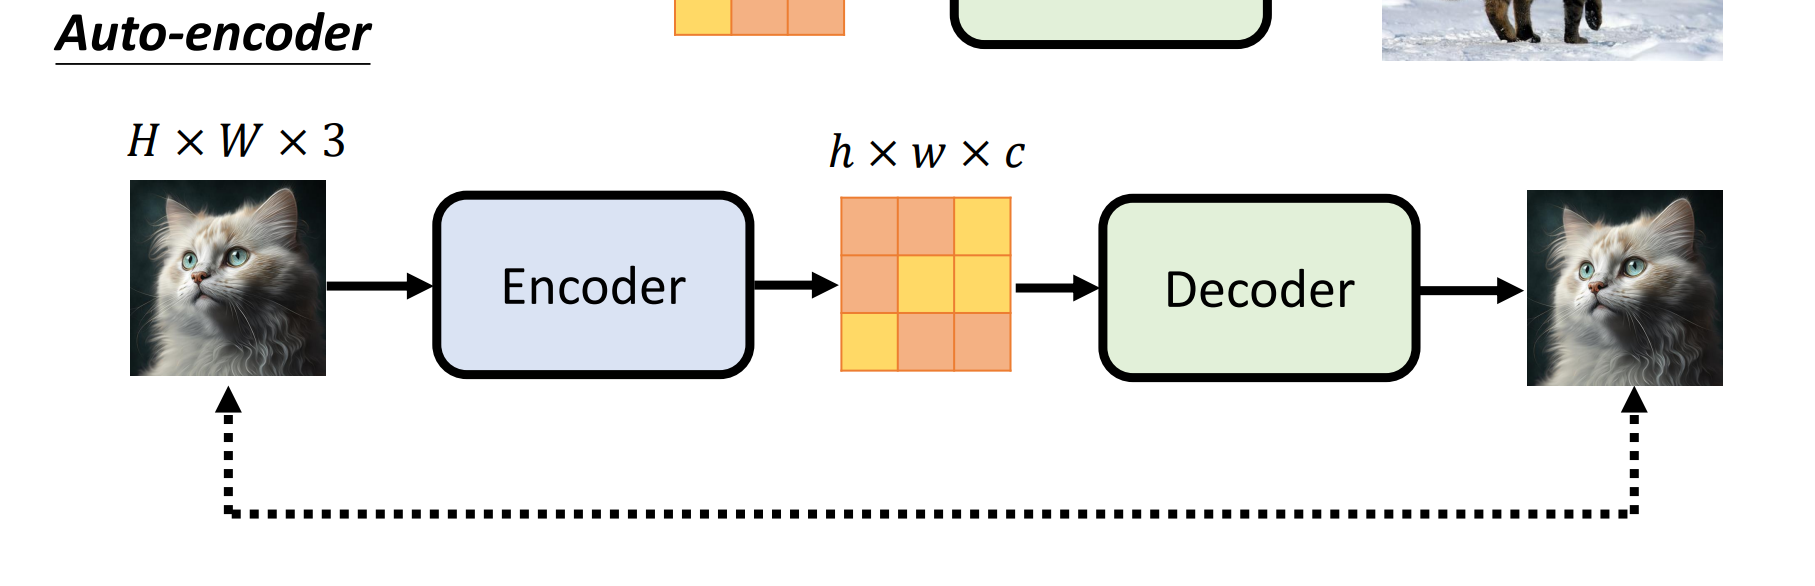 Auto-encoder
H × W × 3
h × w × c
Encoder
Decoder